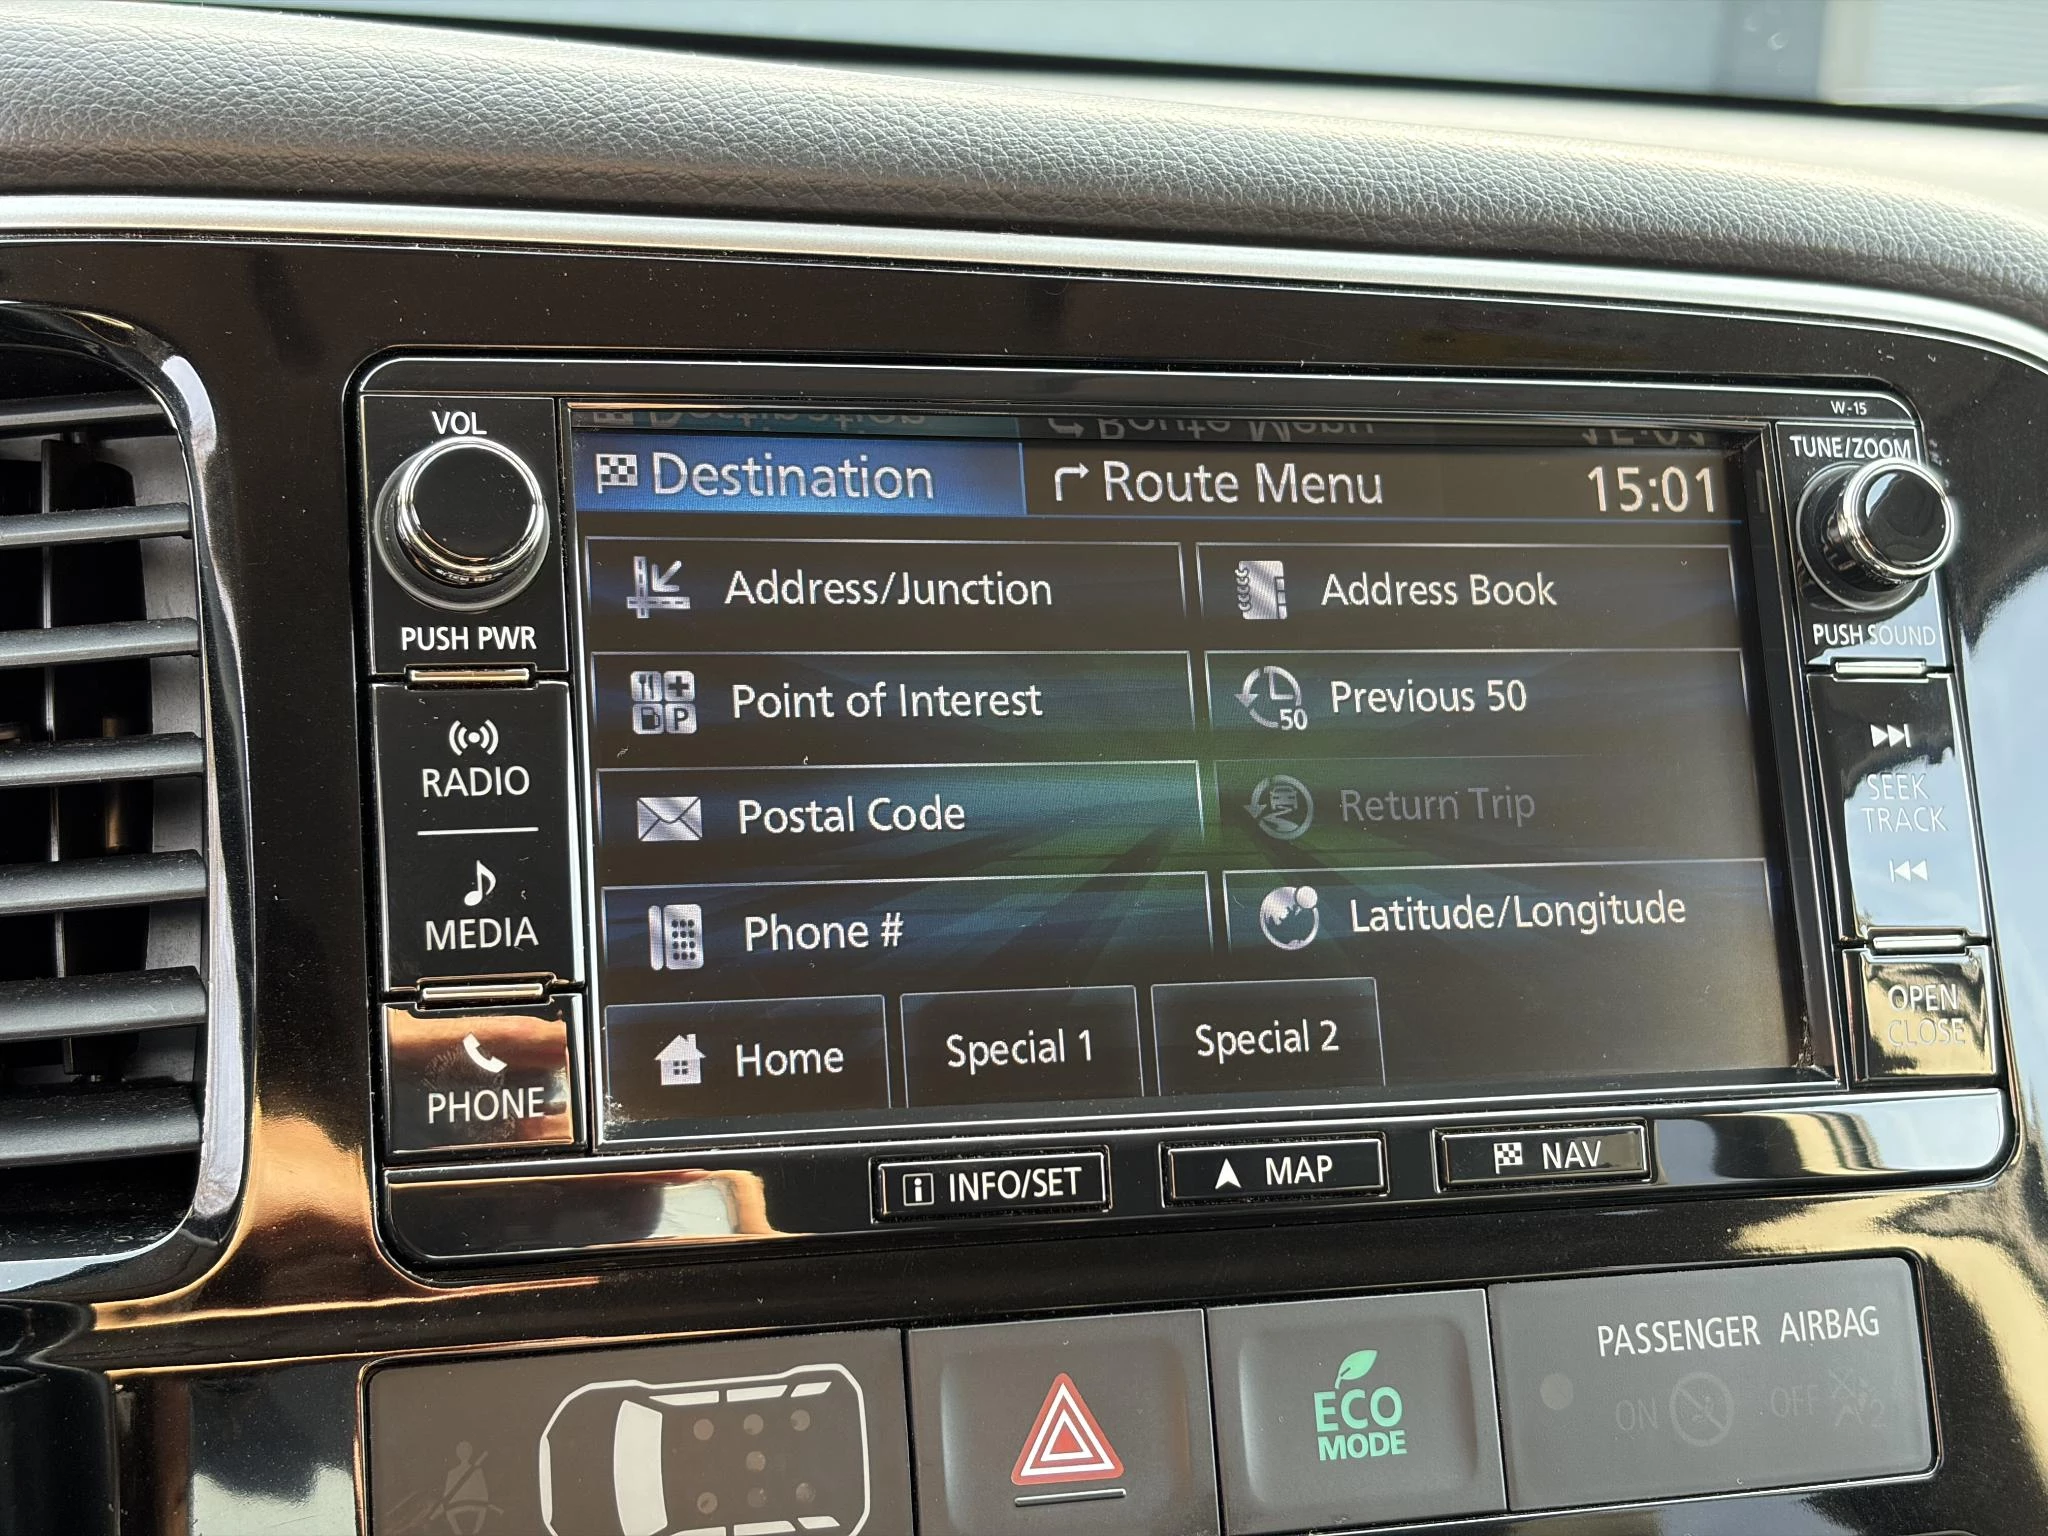 W-15
VOL
PUSH PWR
RADIO
MEDIA
PHONE
Destination
Route Menu
15:01
Address/Junction
Address Book
Point of Interest
P
50
Previous 50
Postal Code
Return Trip
Phone #
Latitude/Longitude
Home
Special 1
Special 2
TUNE/ZOOM
PUSH SOUND
SEEK
TRACK
OPEN
CLOSE
i INFO/SET
MAP
NAV
ECO
MODE
PASSENGER AIRBAG
ON
OFF
2